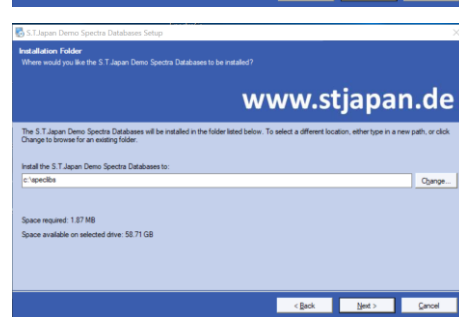 S.T.Japan Demo Spectra Databases Setup
Installation Folder
Where would you like the S.T.Japan Demo Spectra Databases to be installed?
www.stjapan.de
The S.T.Japan Demo Spectra Databases will be installed in the folder listed below. To select a different location, either type in a new path, or click
Change to browse for an existing folder.
Install the S.T.Japan Demo Spectra Databases to:
c:\speclibs
Change...
Space required: 1.87 MB
Space available on selected drive: 58.71 GB
< Back
Next >
Cancel